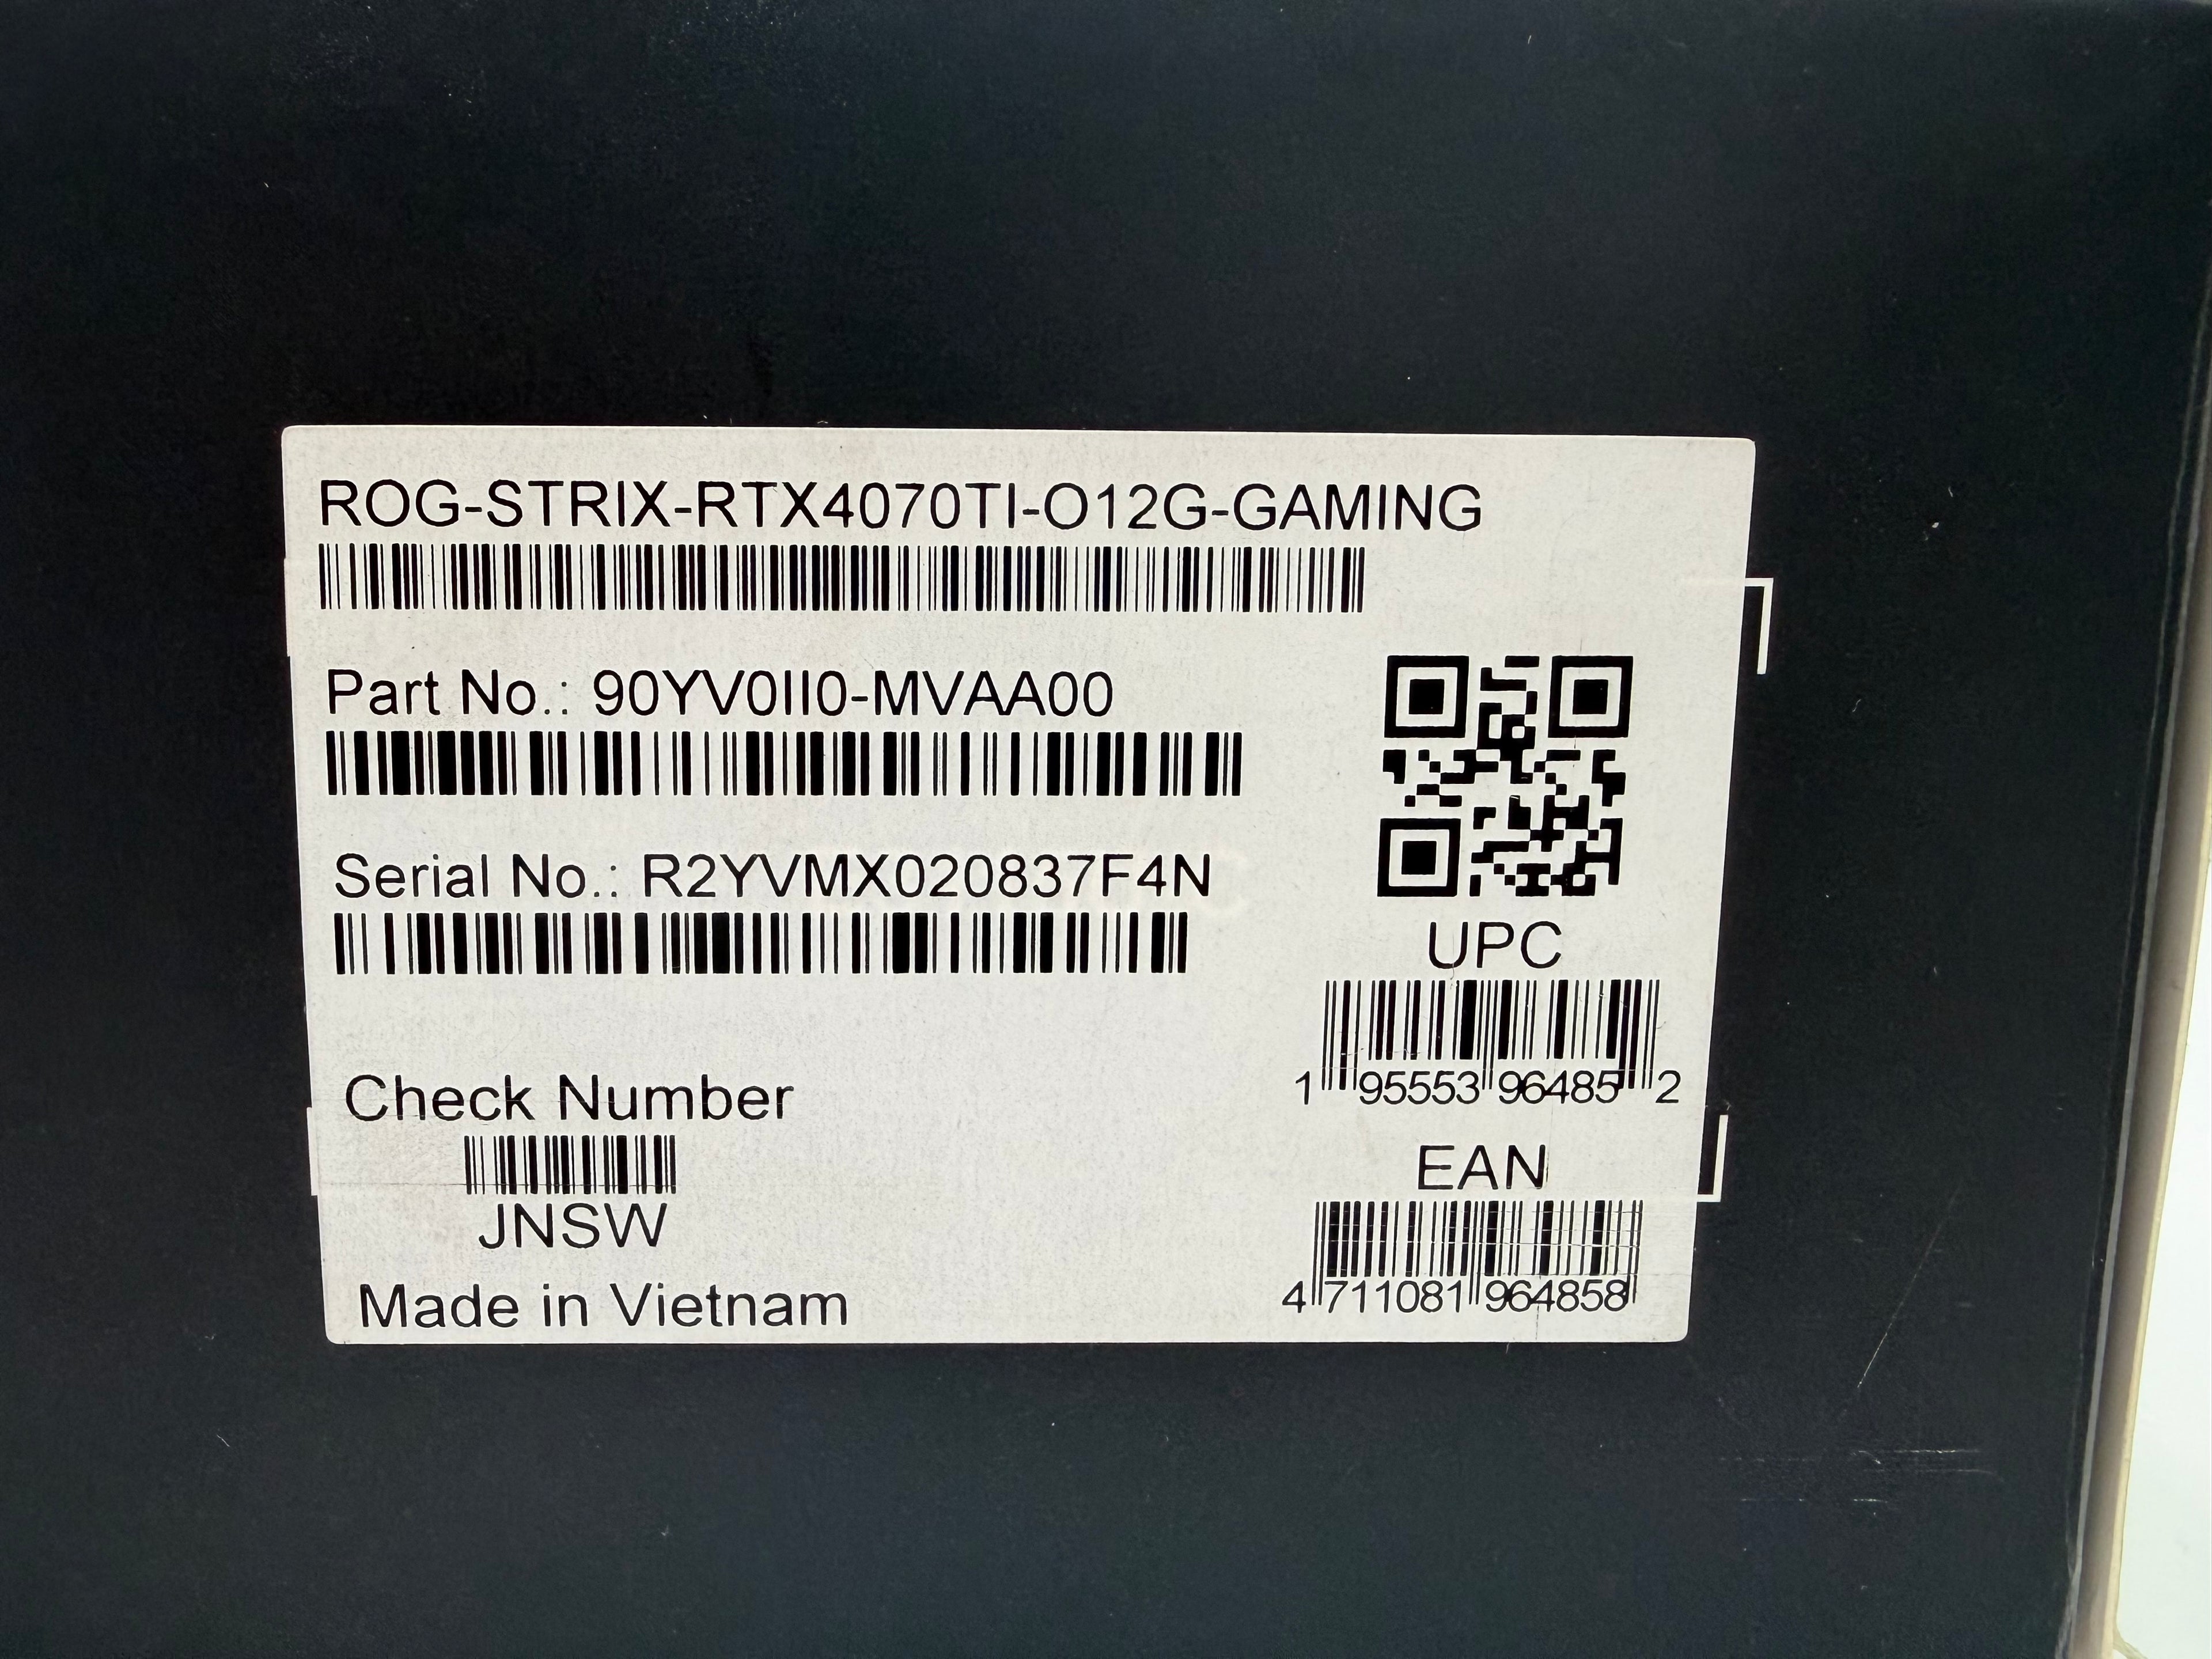 ROG-STRIX-RTX4070TI-O12G-GAMING
Part No.: 90YV0II0-MVAA00
Serial No.: R2YVMX020837F4N
UPC
1 95553 96485 2
Check Number
JNSW
EAN
4 711081 964858
Made in Vietnam